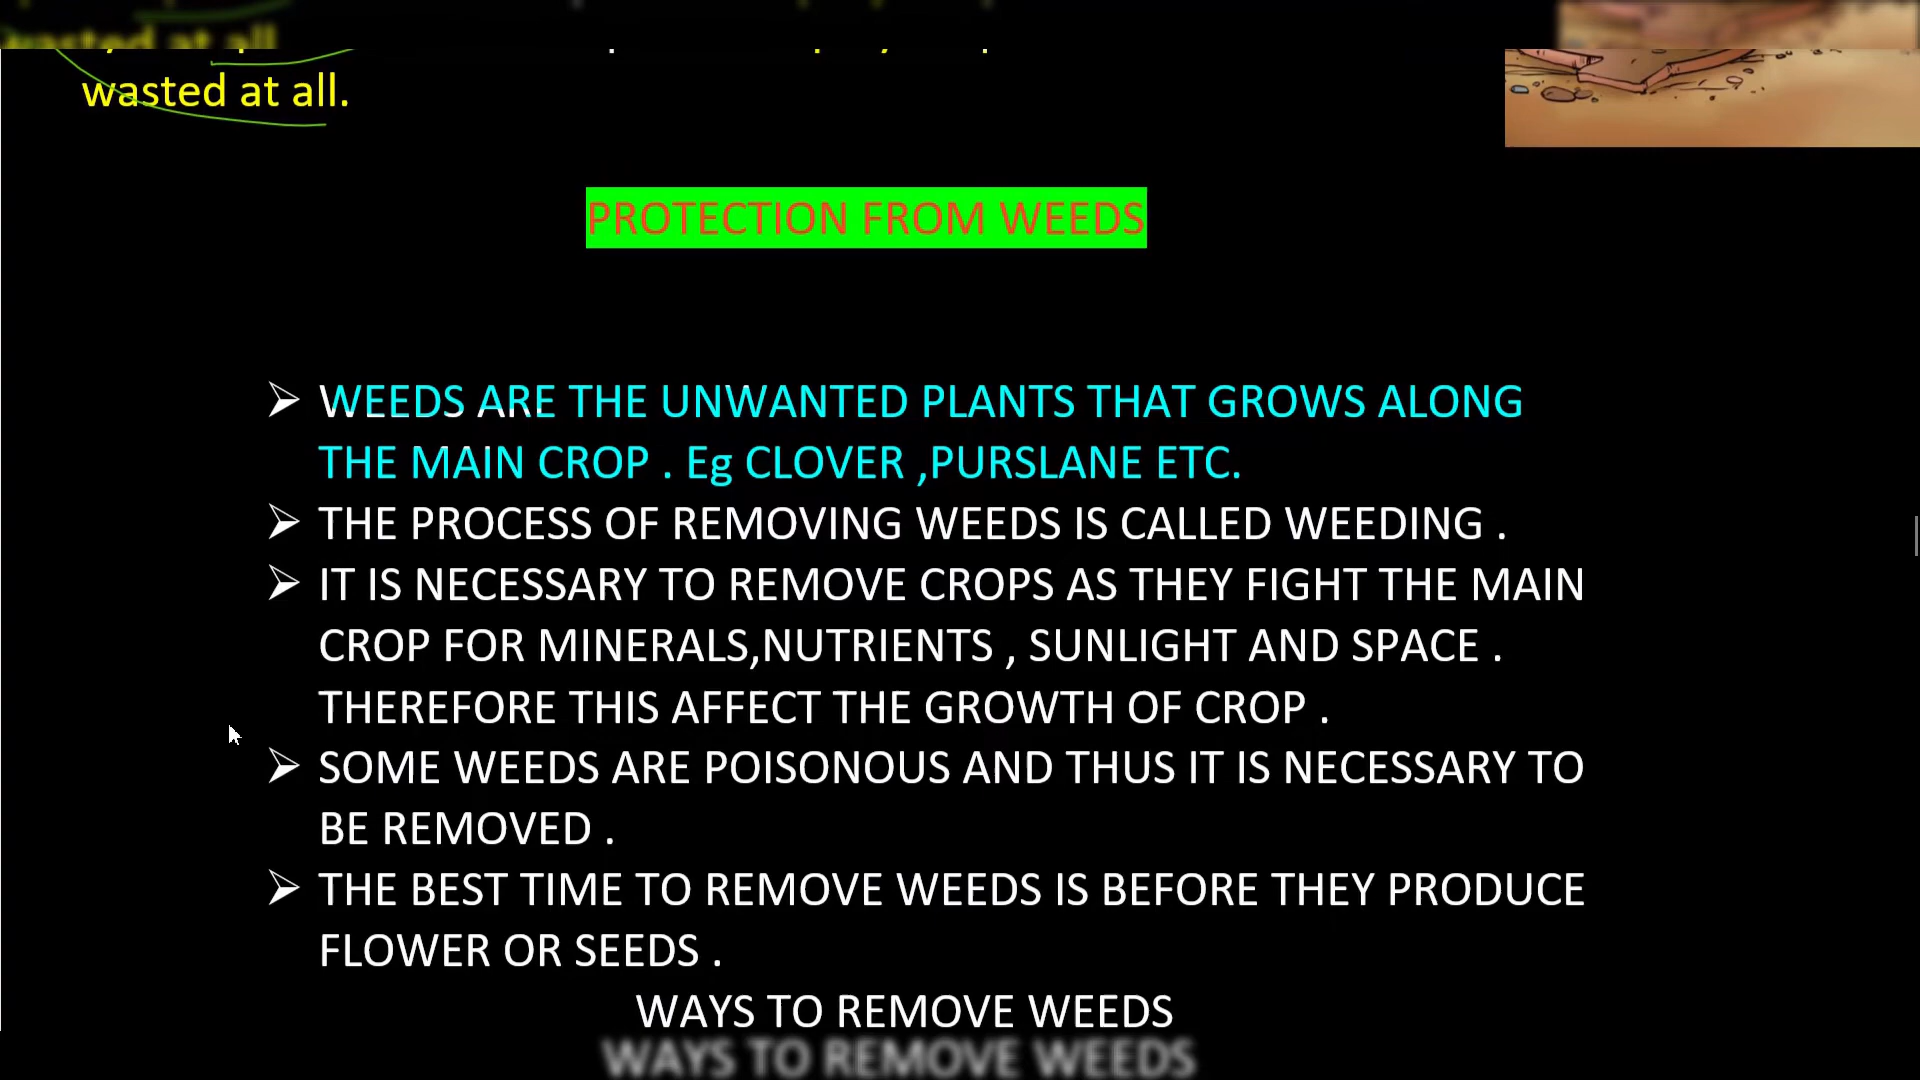 wasted at all.
PROTECTION FROM WEEDS
WEEDS ARE THE UNWANTED PLANTS THAT GROWS ALONG
THE MAIN CROP . Eg CLOVER ,PURSLANE ETC.
THE PROCESS OF REMOVING WEEDS IS CALLED WEEDING .
IT IS NECESSARY TO REMOVE CROPS AS THEY FIGHT THE MAIN
CROP FOR MINERALS,NUTRIENTS , SUNLIGHT AND SPACE .
THEREFORE THIS AFFECT THE GROWTH OF CROP .
SOME WEEDS ARE POISONOUS AND THUS IT IS NECESSARY TO
BE REMOVED .
THE BEST TIME TO REMOVE WEEDS IS BEFORE THEY PRODUCE
FLOWER OR SEEDS .
WAYS TO REMOVE WEEDS